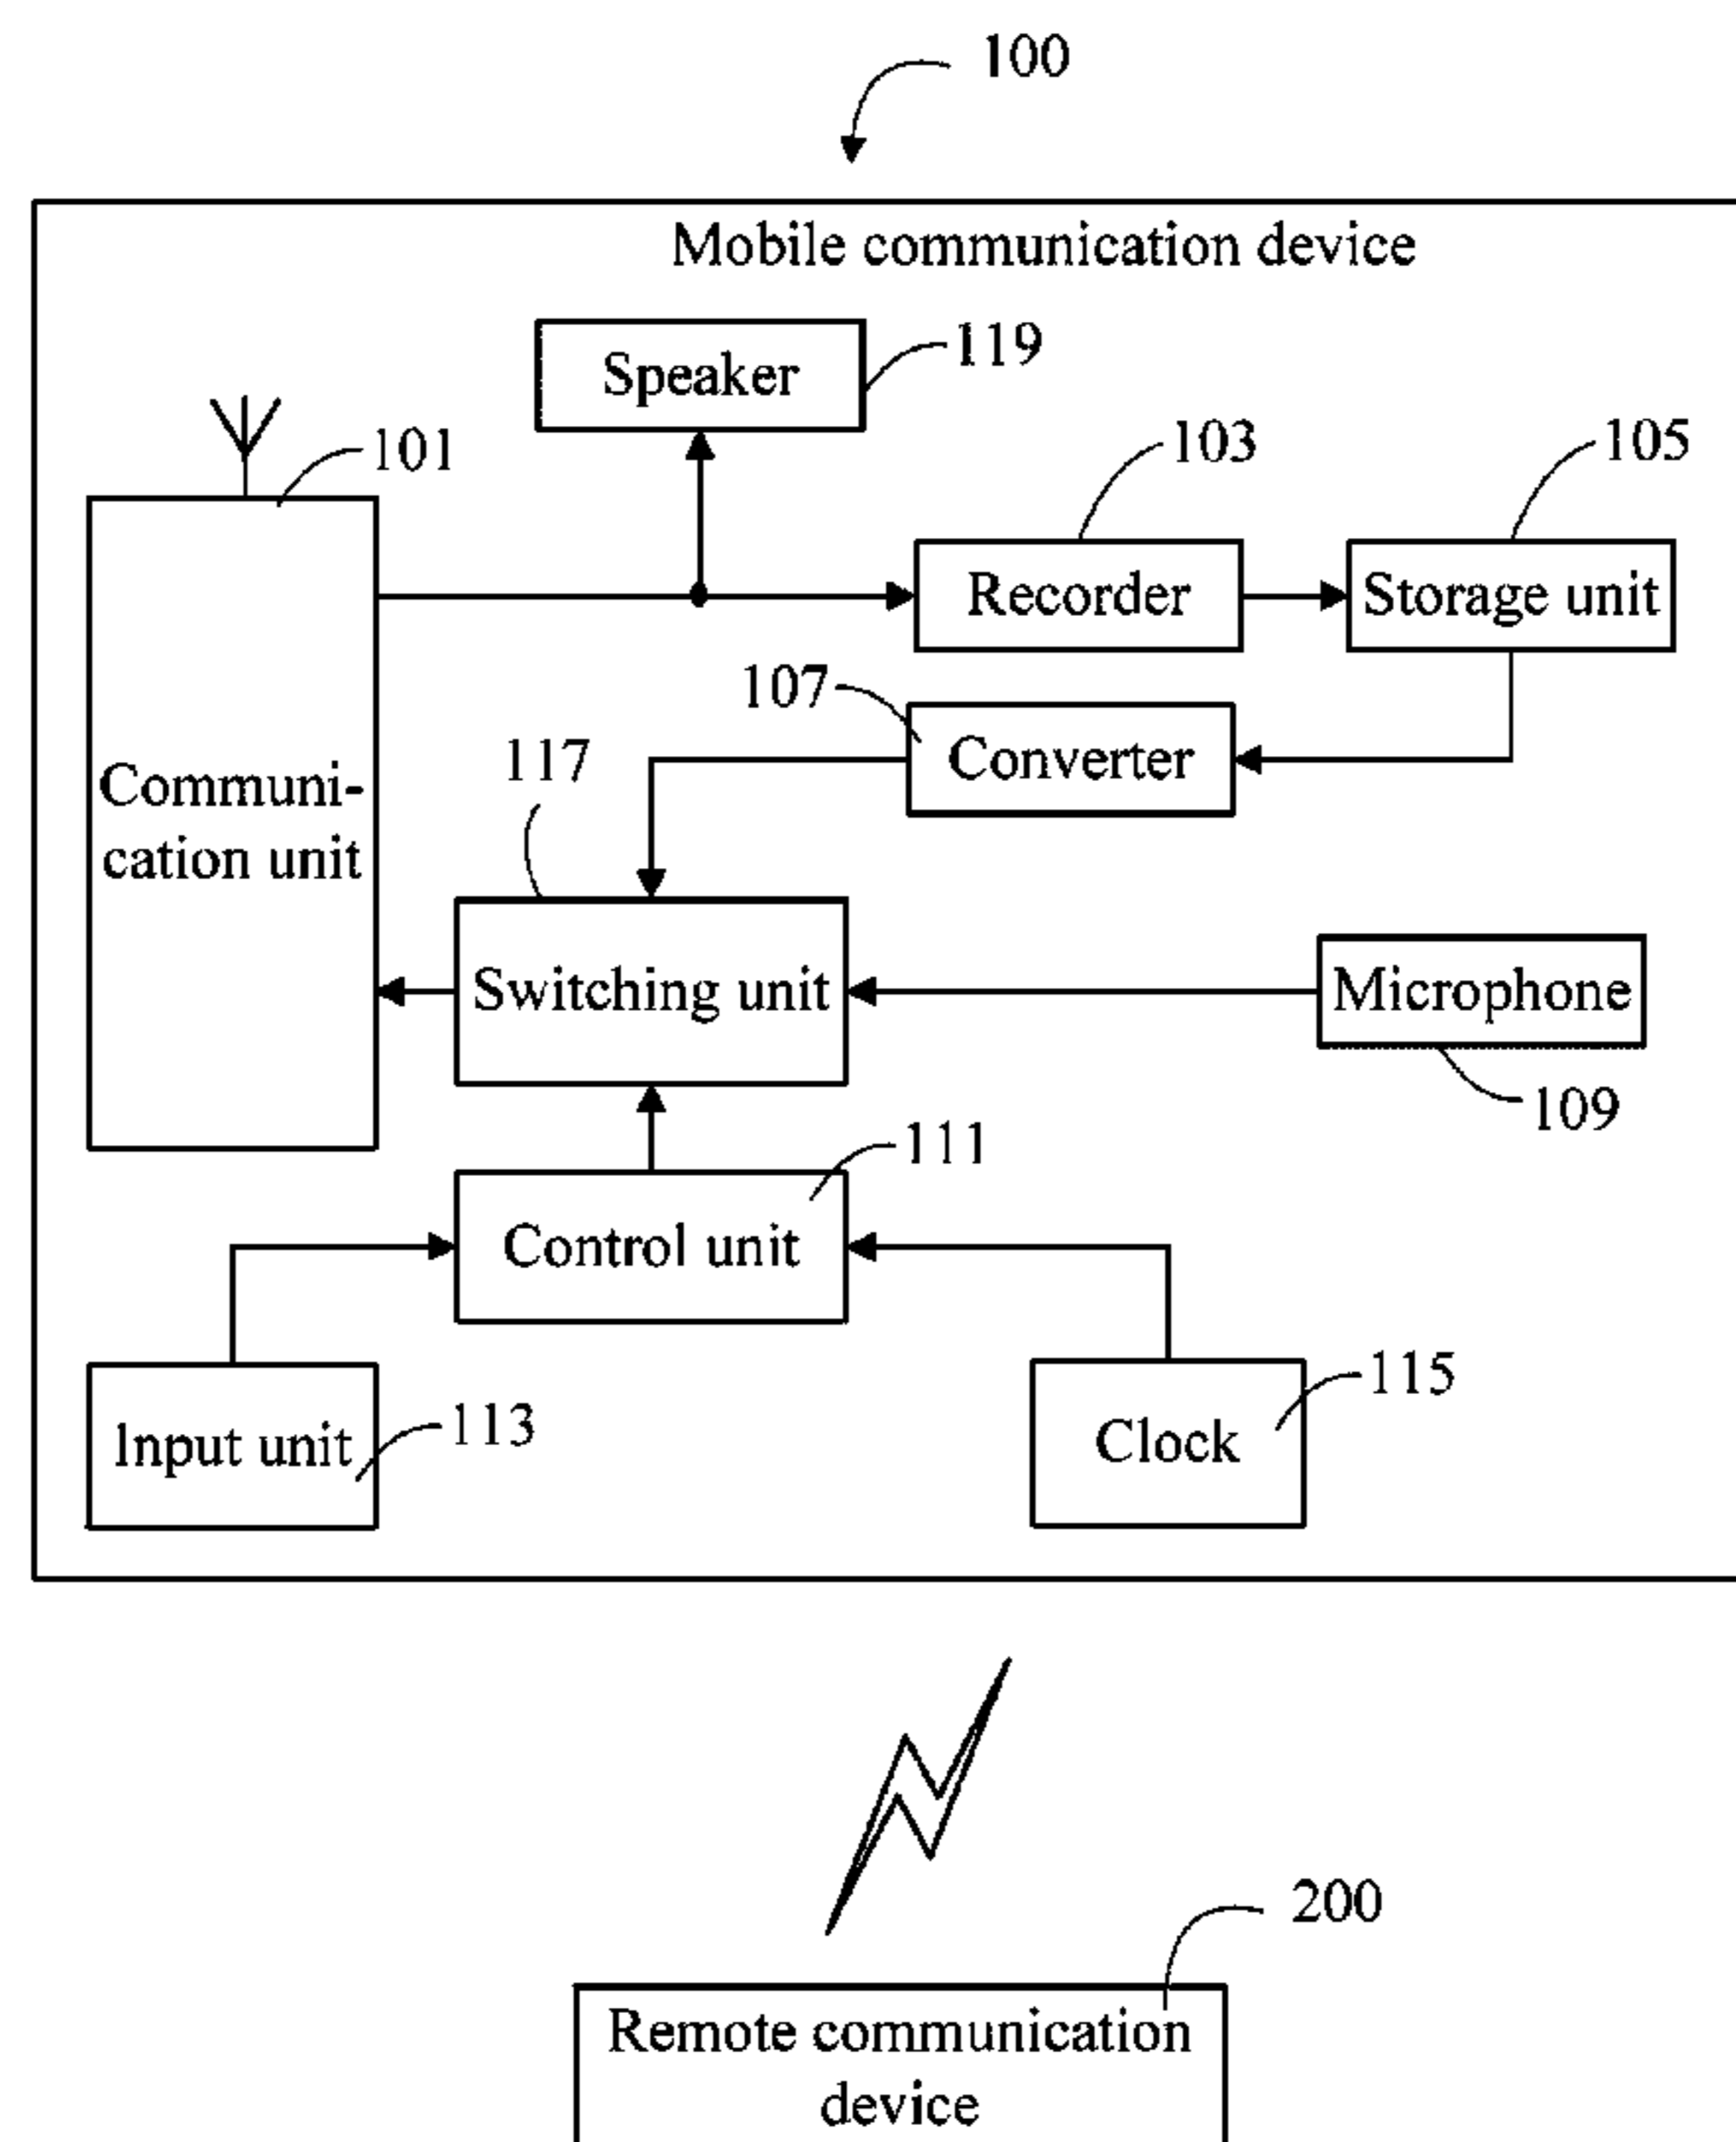 100
Mobile communication device
Speaker
119
101
103
105
Recorder
Storage unit
107
Converter
117
Communi-
cation unit
Switching unit
Microphone
109
111
Control unit
115
Input unit
113
Clock
200
Remote communication
device